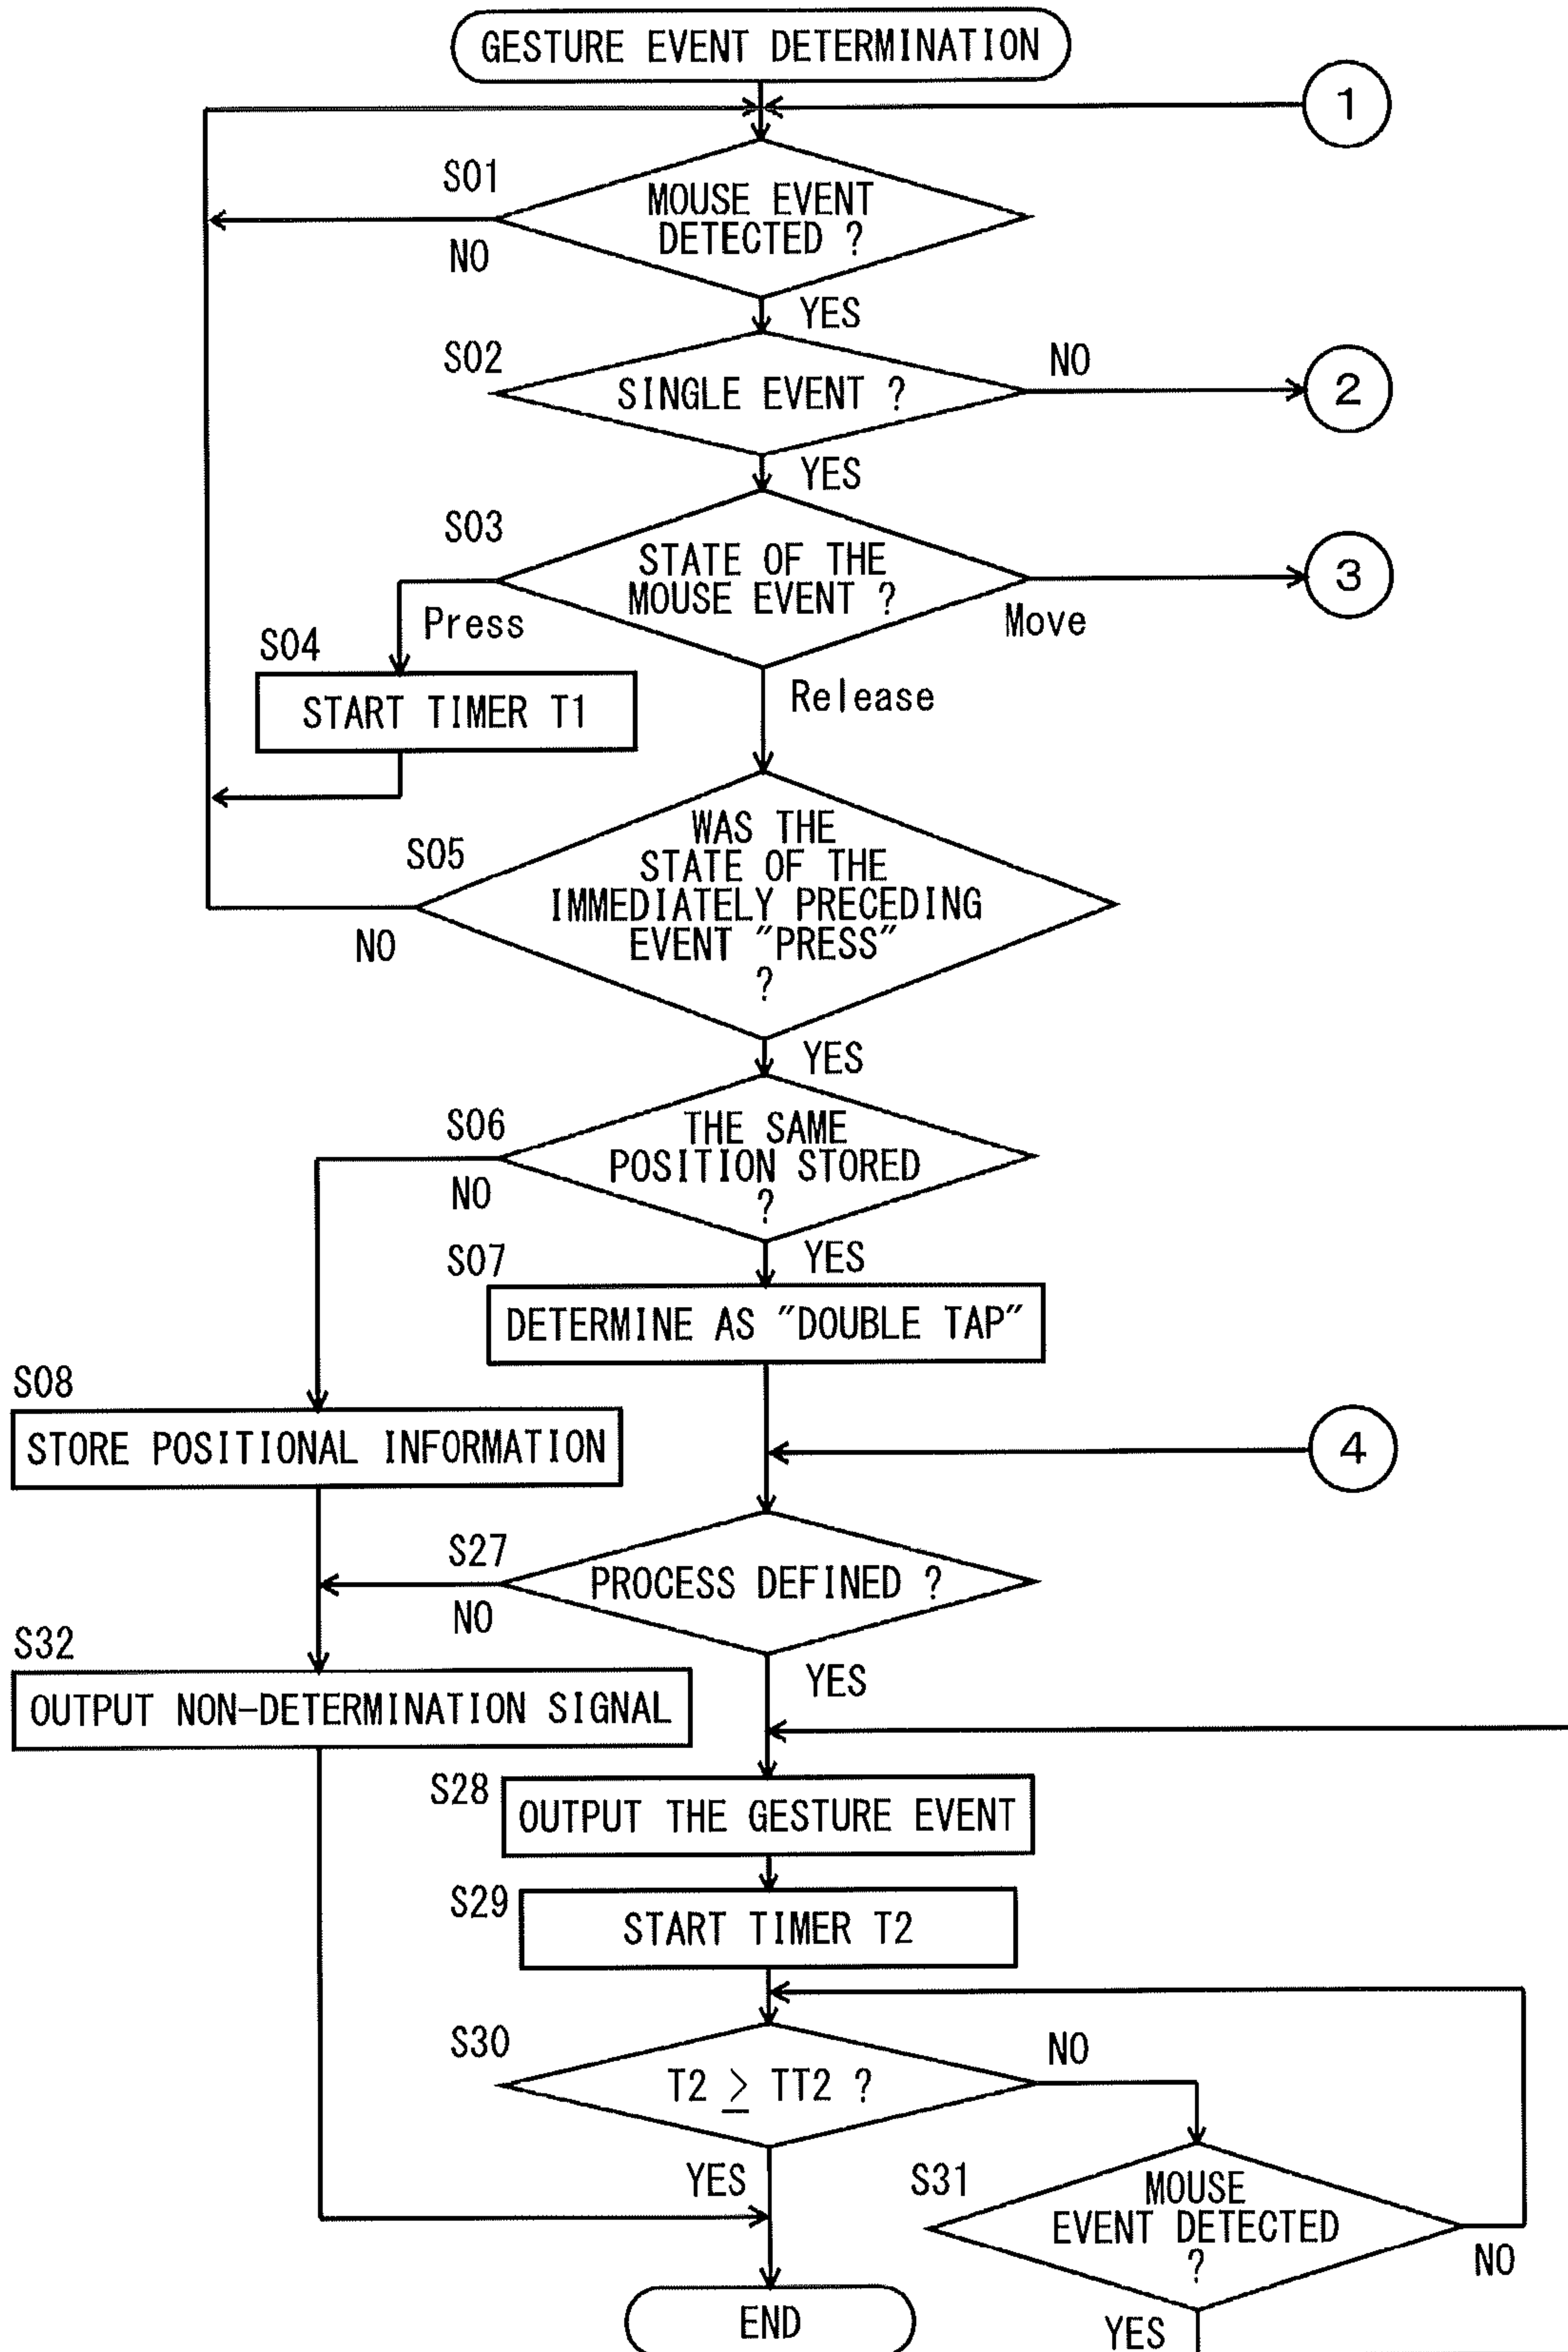 GESTURE EVENT DETERMINATION
1
S01
MOUSE EVENT
DETECTED ?
NO
YES
S02
SINGLE EVENT ?
NO
2
YES
S03
STATE OF THE
MOUSE EVENT ?
3
Press
Move
S04
START TIMER T1
Release
S05
WAS THE
STATE OF THE
IMMEDIATELY PRECEDING
EVENT "PRESS"
?
NO
YES
S06
THE SAME
POSITION STORED
?
NO
YES
S07
DETERMINE AS "DOUBLE TAP"
S08
STORE POSITIONAL INFORMATION
4
S27
PROCESS DEFINED ?
NO
S32
OUTPUT NON-DETERMINATION SIGNAL
YES
S28
OUTPUT THE GESTURE EVENT
S29
START TIMER T2
S30
T2 ≥ TT2 ?
NO
YES
S31
MOUSE
EVENT DETECTED
?
NO
END
YES